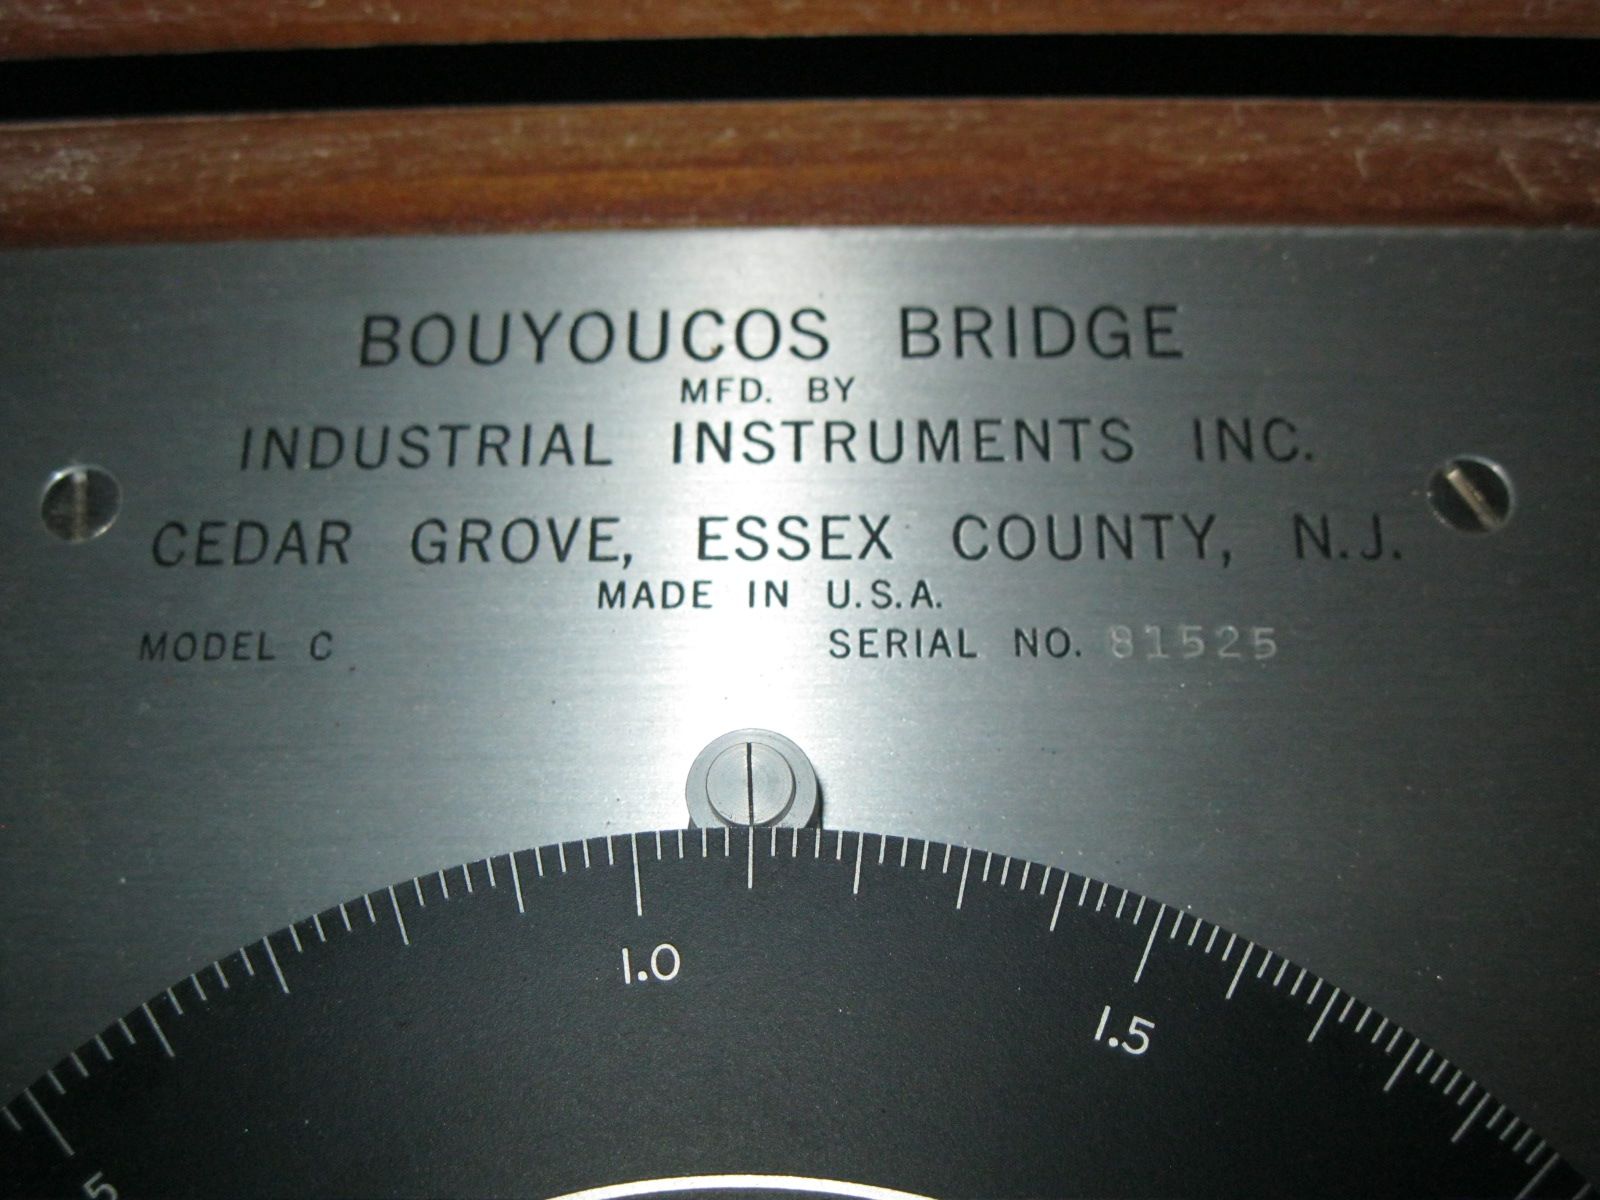 BOUYOUCOS BRIDGE
MFD. BY
INDUSTRIAL INSTRUMENTS INC.
CEDAR GROVE, ESSEX COUNTY, N.J.
MADE IN U.S.A.
MODEL C SERIAL NO. 81525
1.0
1.5
5